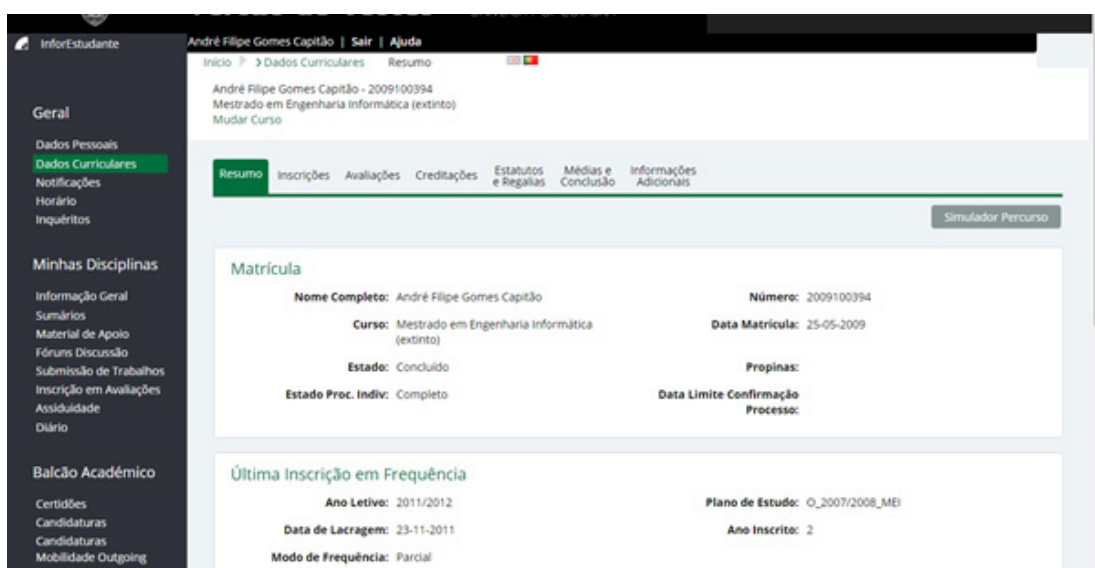 InforEstudante
André Filipe Gomes Capitão | Sair | Ajuda
Início > Dados Curriculares Resumo
André Filipe Gomes Capitão - 2009100394
Mestrado em Engenharia Informática (extinto)
Mudar Curso
Geral
Dados Pessoais
Dados Curriculares
Notificações
Horário
Inquéritos
Minhas Disciplinas
Informação Geral
Sumários
Material de Apoio
Fóruns Discussão
Submissão de Trabalhos
Inscrição em Avaliações
Assiduidade
Diário
Balcão Académico
Certidões
Candidaturas
Candidaturas
Mobilidade Outgoing
Resumo Inscrições Avaliações Creditações Estatutos e Regalias Médias e Conclusão Informações Adicionais
Simulador Percurso
Matrícula
Nome Completo: André Filipe Gomes Capitão Número: 2009100394
Curso: Mestrado em Engenharia Informática Data Matrícula: 25-05-2009
(extinto)
Estado: Concluído Propinas:
Estado Proc. Indiv: Completo Data Limite Confirmação
Processo:
Última Inscrição em Frequência
Ano Letivo: 2011/2012 Plano de Estudo: O_2007/2008_MEI
Data de Lacragem: 23-11-2011 Ano Inscrito: 2
Modo de Frequência: Parcial